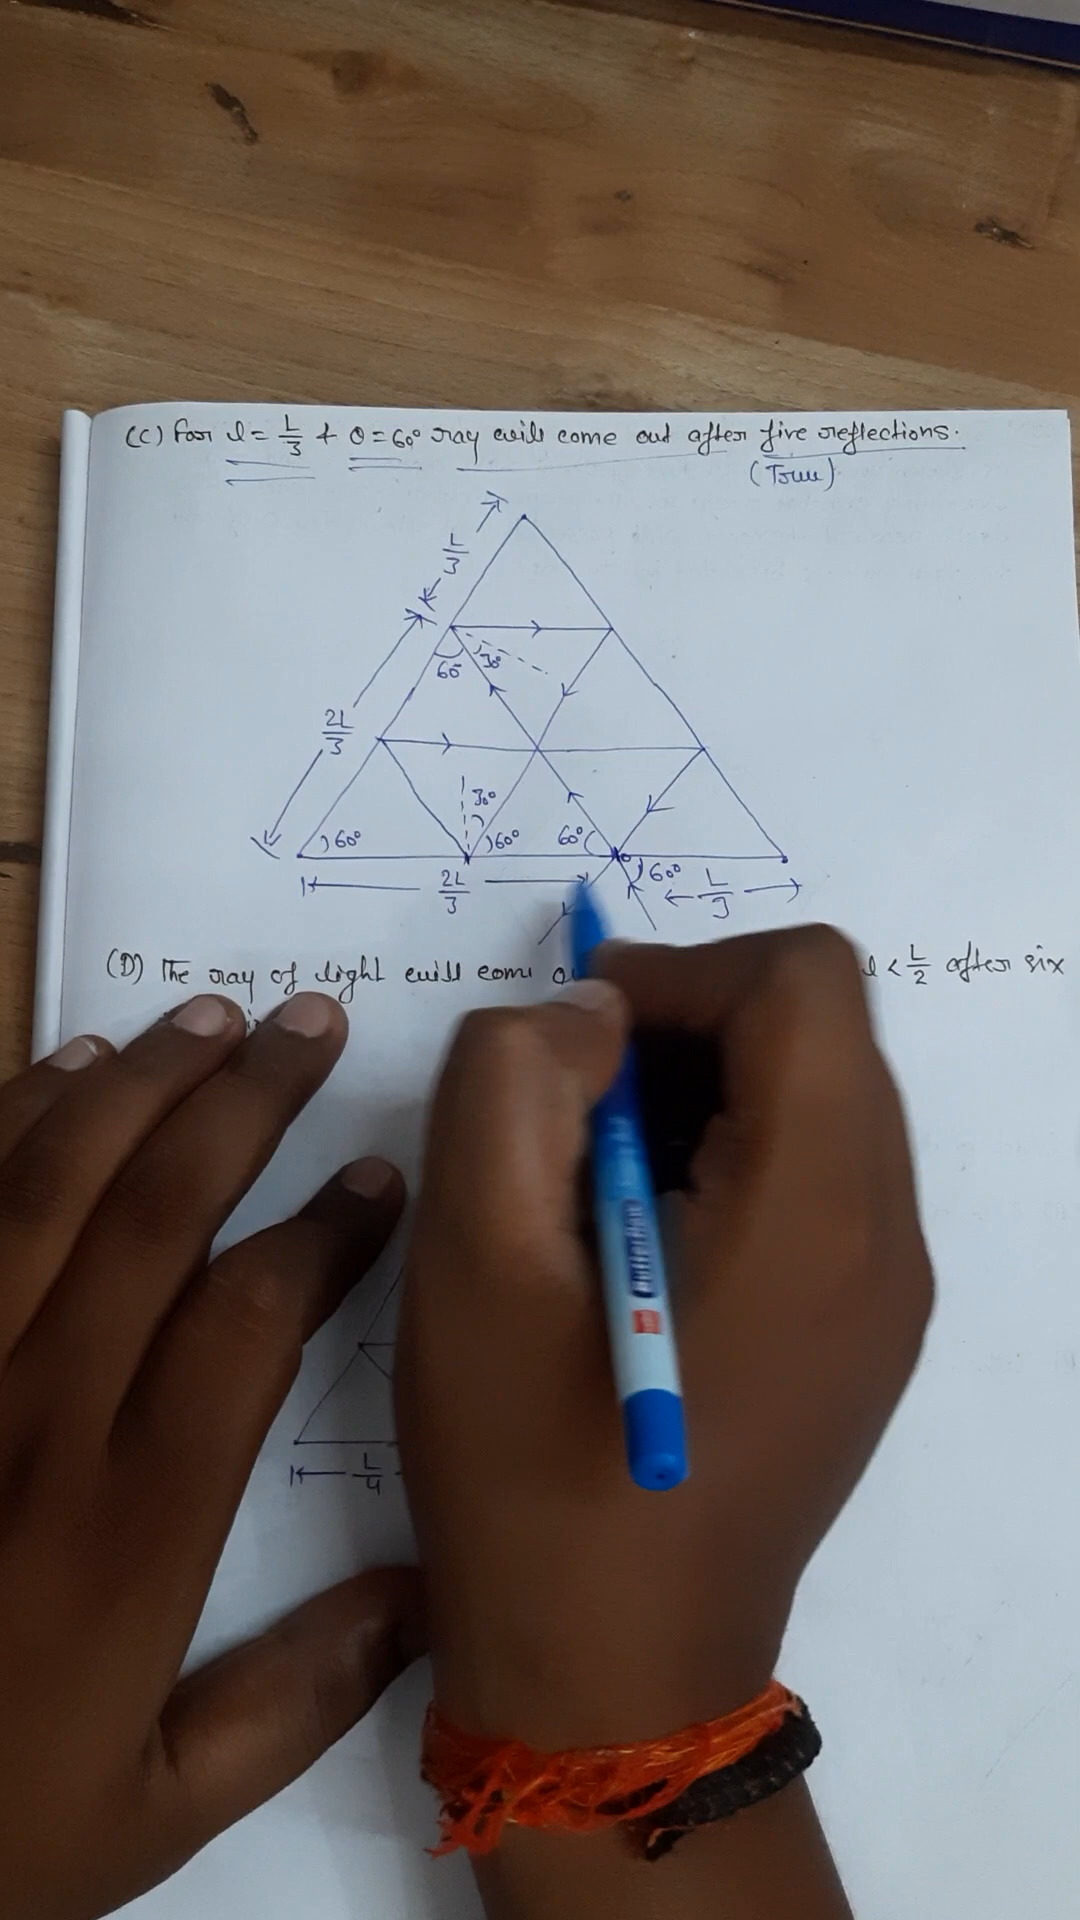 (C) For l = L/3 & θ = 60° ray will come out after five reflections.
(True)
L/3
60°
30°
2L/3
30°
)60°
)60°
60°(
60°
2L/3
L/3
(D) The ray of light will come l < L/2 after six
L/4
Butterflow